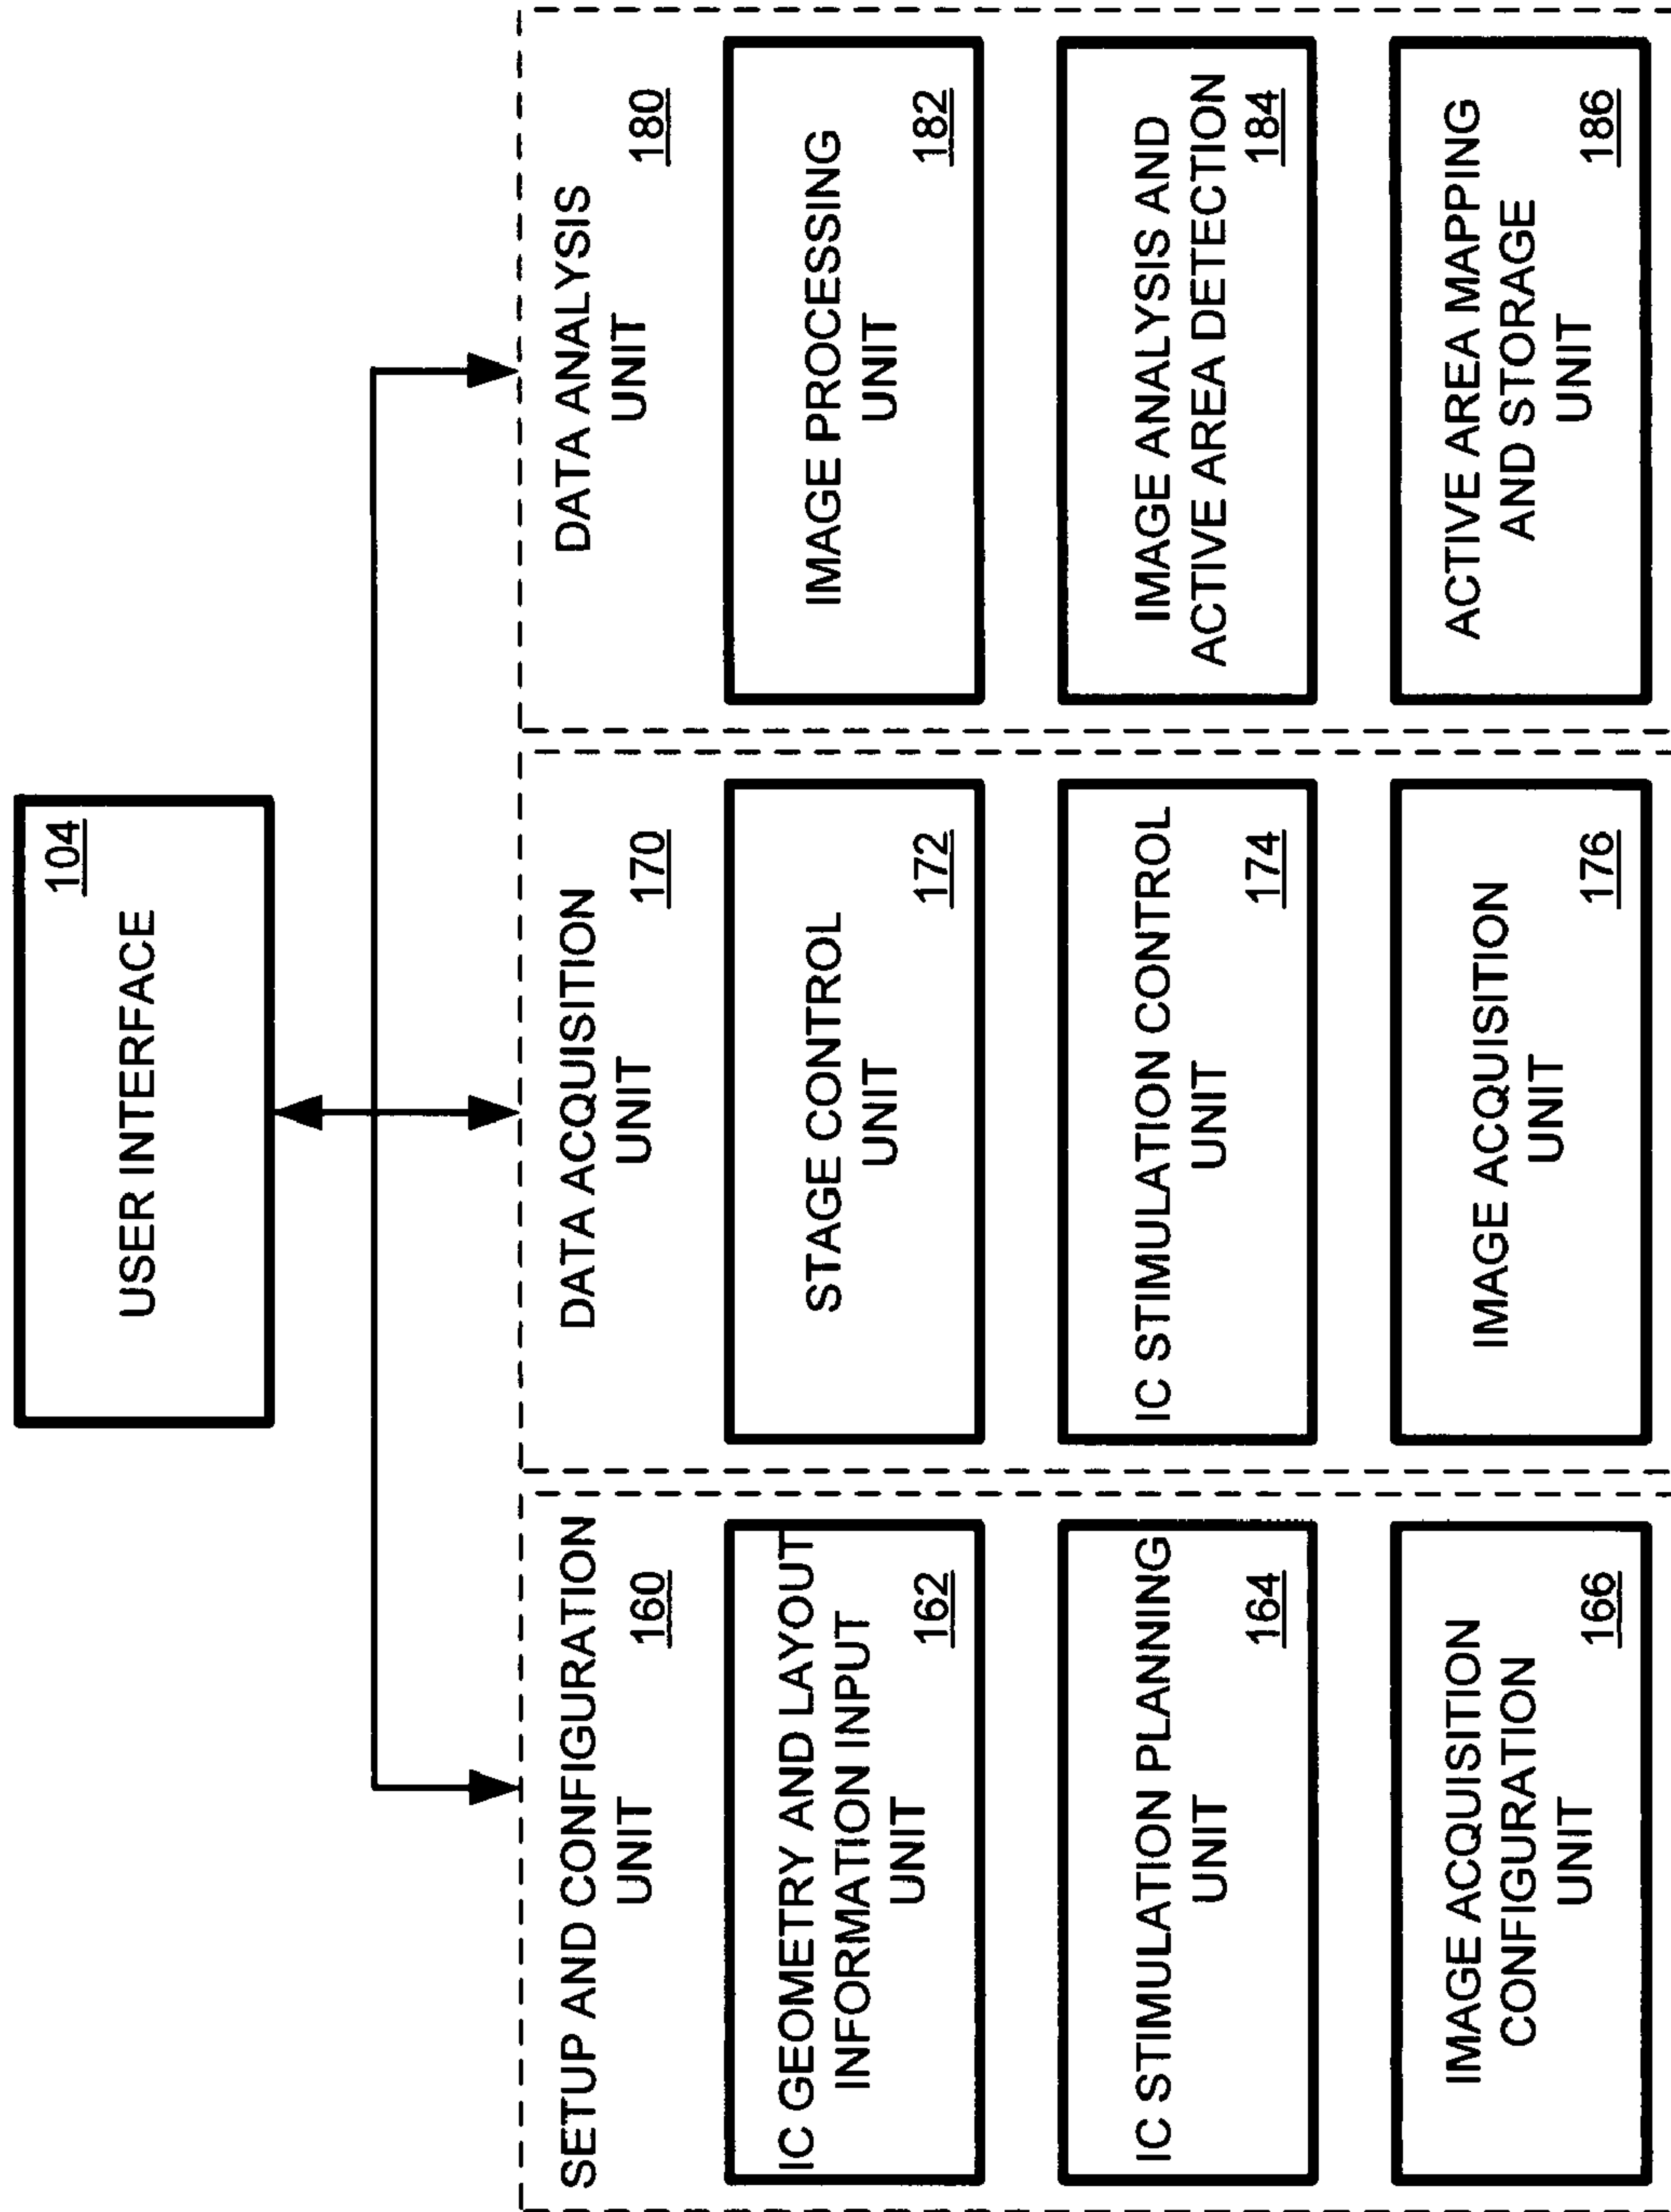 USER INTERFACE
104
SETUP AND CONFIGURATION
UNIT
160
IC GEOMETRY AND LAYOUT
INFORMATION INPUT
UNIT
162
IC STIMULATION PLANNING
UNIT
164
IMAGE ACQUISITION
CONFIGURATION
UNIT
166
DATA ACQUISITION
UNIT
170
STAGE CONTROL
UNIT
172
IC STIMULATION CONTROL
UNIT
174
IMAGE ACQUISITION
UNIT
176
DATA ANALYSIS
UNIT
180
IMAGE PROCESSING
UNIT
182
IMAGE ANALYSIS AND
ACTIVE AREA DETECTION
184
ACTIVE AREA MAPPING
AND STORAGE
UNIT
186